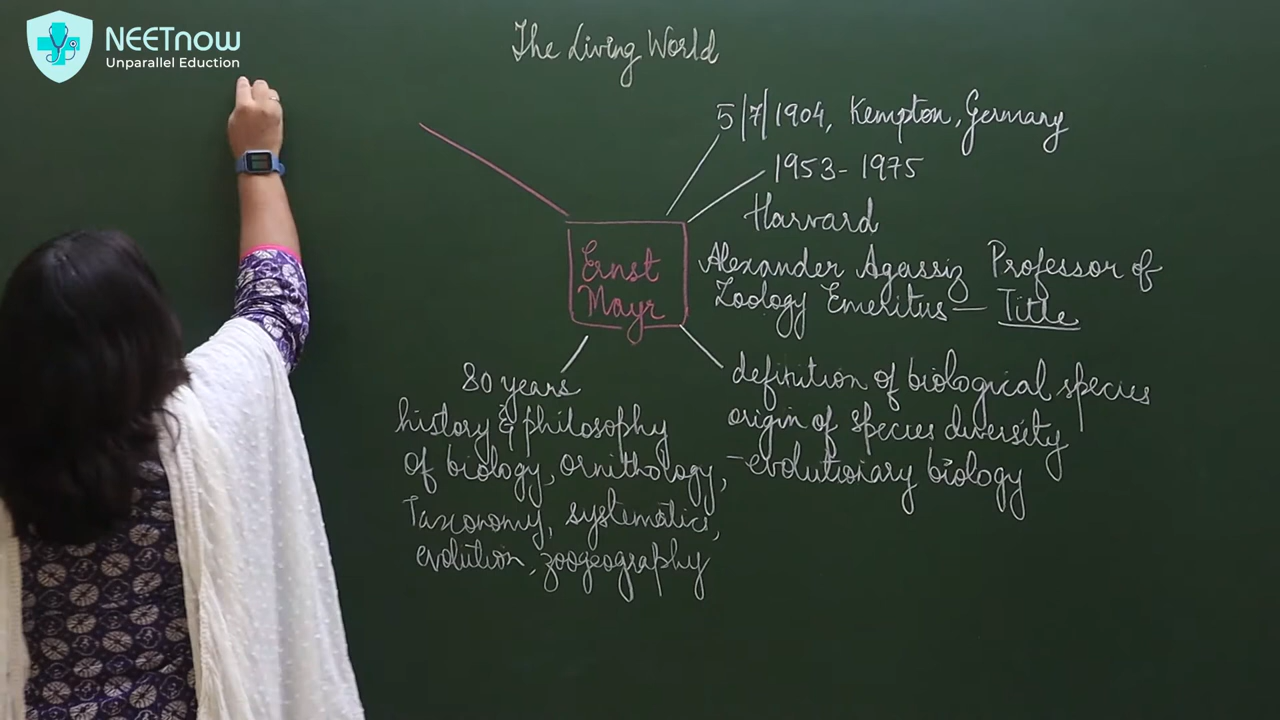 NEETnow
Unparallel Eduction
The Living World
5/7/1904, Kempton, Germany
1953-1975
Harvard
Alexander Agassiz Professor of
Zoology Emeritus — Title
Ernst
Mayr
80 years
history & philosophy
of biology, ornithology,
Taxonomy, systematics,
evolution, zoogeography
definition of biological species
origin of species diversity
-evolutionary biology